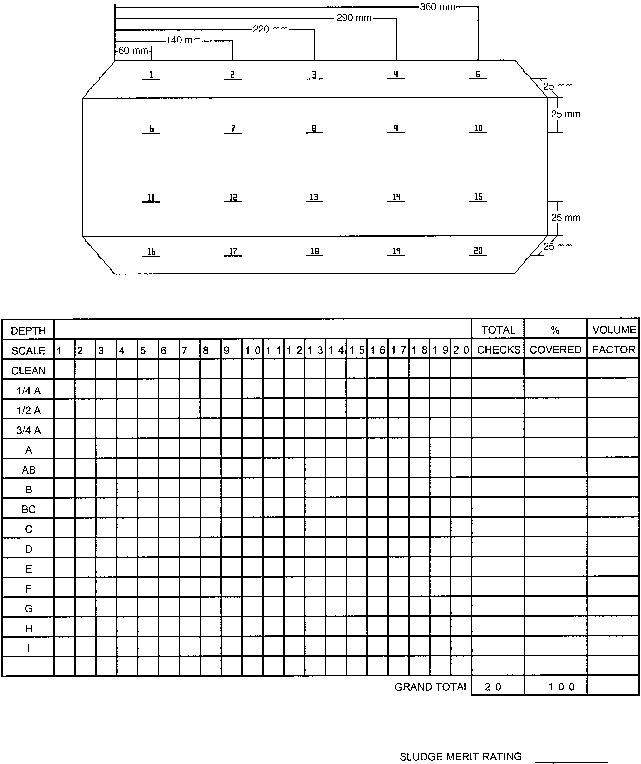 360 mm
290 mm
220 mm
140 mm
60 mm
1 2 3 4 5
25 mm
25 mm
6 7 8 9 10
11 12 13 14 15
25 mm
25 mm
16 17 18 19 20
DEPTH TOTAL % VOLUME
SCALE 1 2 3 4 5 6 7 8 9 10 11 12 13 14 15 16 17 18 19 20 CHECKS COVERED FACTOR
CLEAN
1/4 A
1/2 A
3/4 A
A
AB
B
BC
C
D
E
F
G
H
I
GRAND TOTAL 20 100
SLUDGE MERIT RATING